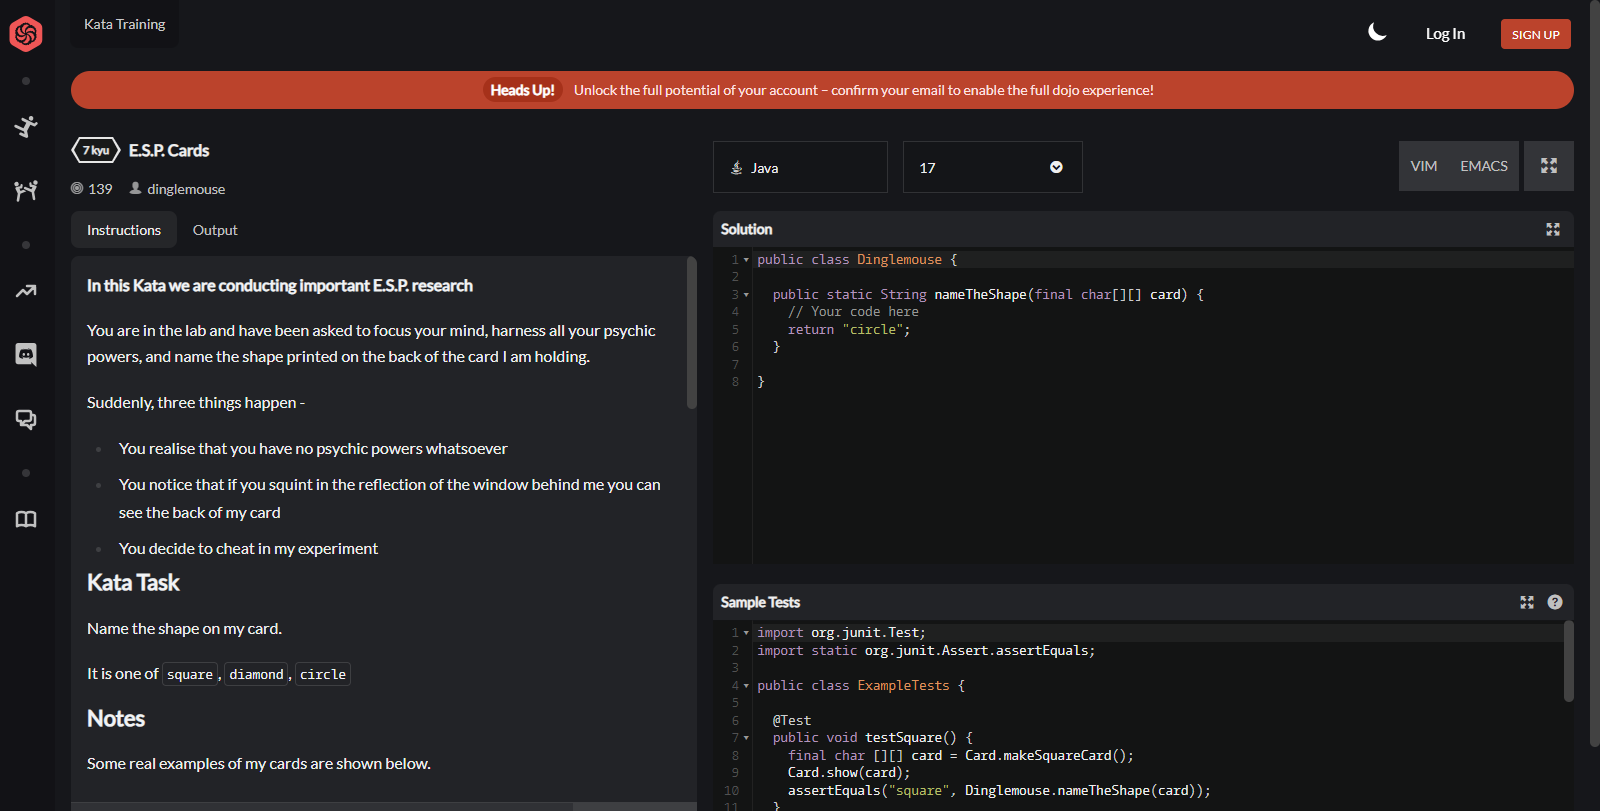 Kata Training
Log In
SIGN UP
Heads Up! Unlock the full potential of your account – confirm your email to enable the full dojo experience!
7 kyu E.S.P. Cards
139 dinglemouse
Instructions Output
In this Kata we are conducting important E.S.P. research
You are in the lab and have been asked to focus your mind, harness all your psychic
powers, and name the shape printed on the back of the card I am holding.
Suddenly, three things happen -
You realise that you have no psychic powers whatsoever
You notice that if you squint in the reflection of the window behind me you can
see the back of my card
You decide to cheat in my experiment
Kata Task
Name the shape on my card.
It is one of square, diamond, circle
Notes
Some real examples of my cards are shown below.
Java
17
VIM EMACS
Solution
1 public class Dinglemouse {
2
3 public static String nameTheShape(final char[][] card) {
4 // Your code here
5 return "circle";
6 }
7
8 }
Sample Tests
1 import org.junit.Test;
2 import static org.junit.Assert.assertEquals;
3
4 public class ExampleTests {
5
6 @Test
7 public void testSquare() {
8 final char [][] card = Card.makeSquareCard();
9 Card.show(card);
10 assertEquals("square", Dinglemouse.nameTheShape(card));
11 }